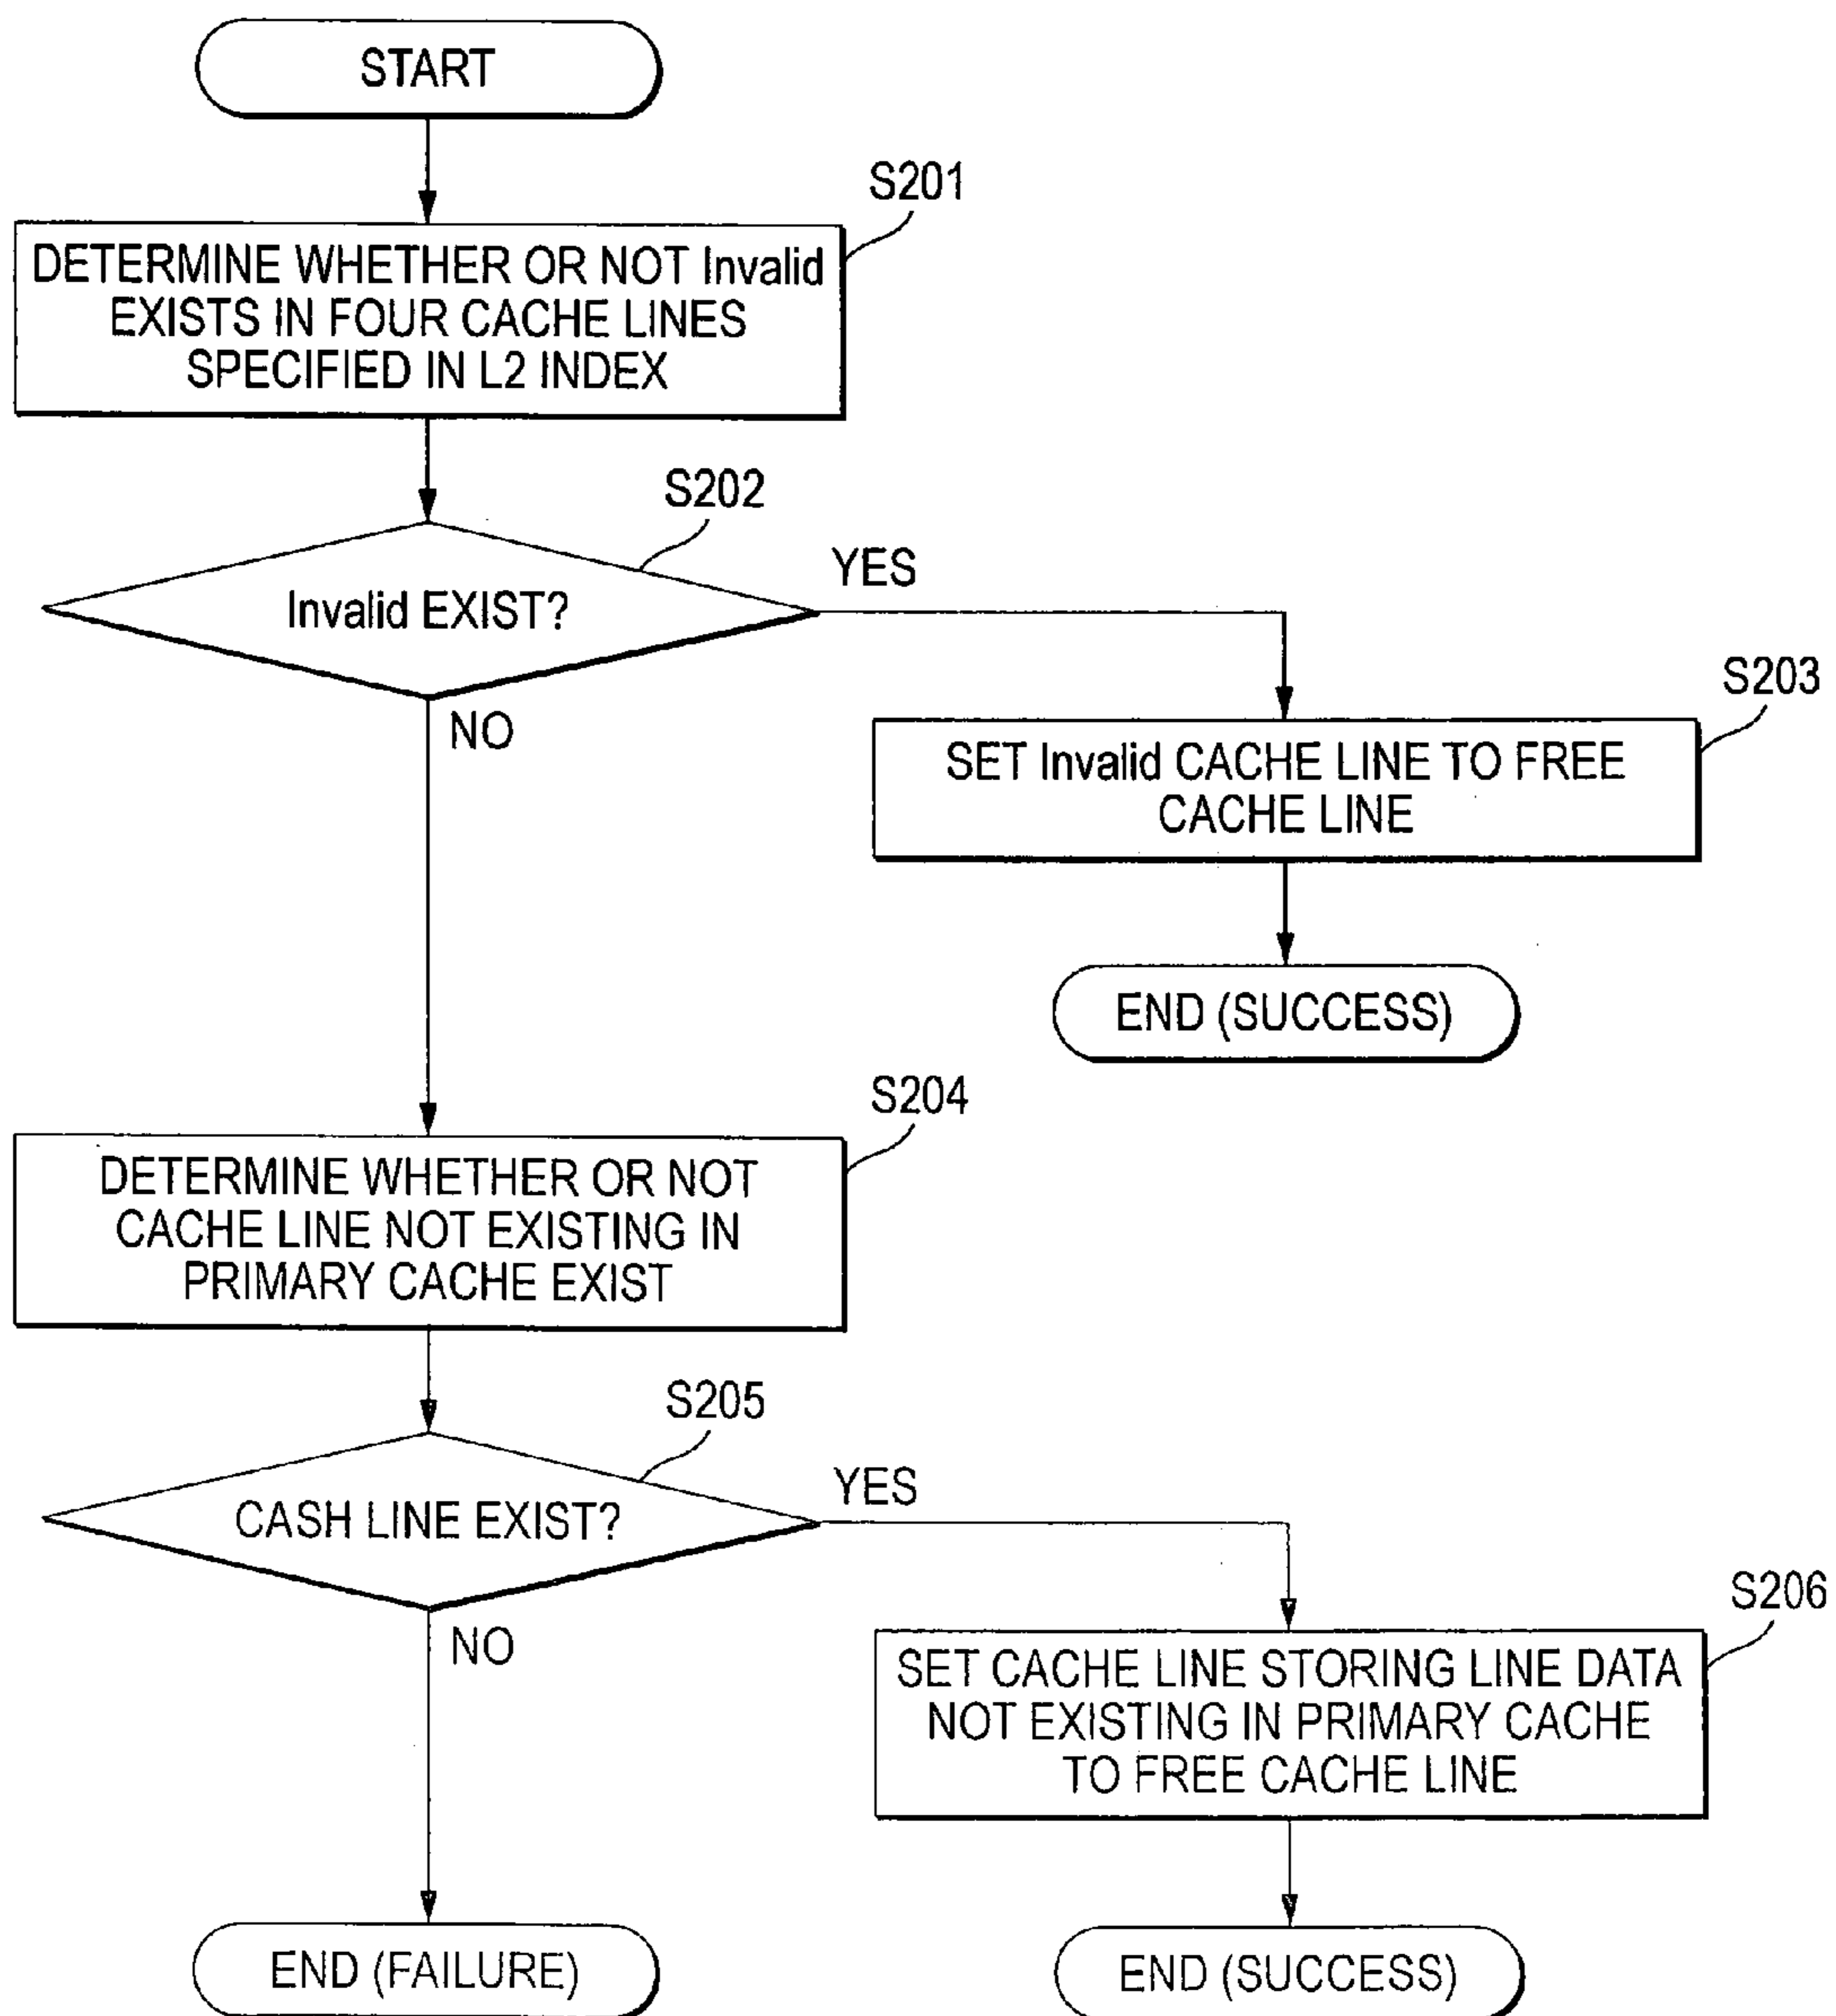 START
S201
DETERMINE WHETHER OR NOT Invalid
EXISTS IN FOUR CACHE LINES
SPECIFIED IN L2 INDEX
S202
Invalid EXIST?
YES
NO
S203
SET Invalid CACHE LINE TO FREE
CACHE LINE
END (SUCCESS)
S204
DETERMINE WHETHER OR NOT
CACHE LINE NOT EXISTING IN
PRIMARY CACHE EXIST
S205
CASH LINE EXIST?
YES
NO
S206
SET CACHE LINE STORING LINE DATA
NOT EXISTING IN PRIMARY CACHE
TO FREE CACHE LINE
END (FAILURE)
END (SUCCESS)